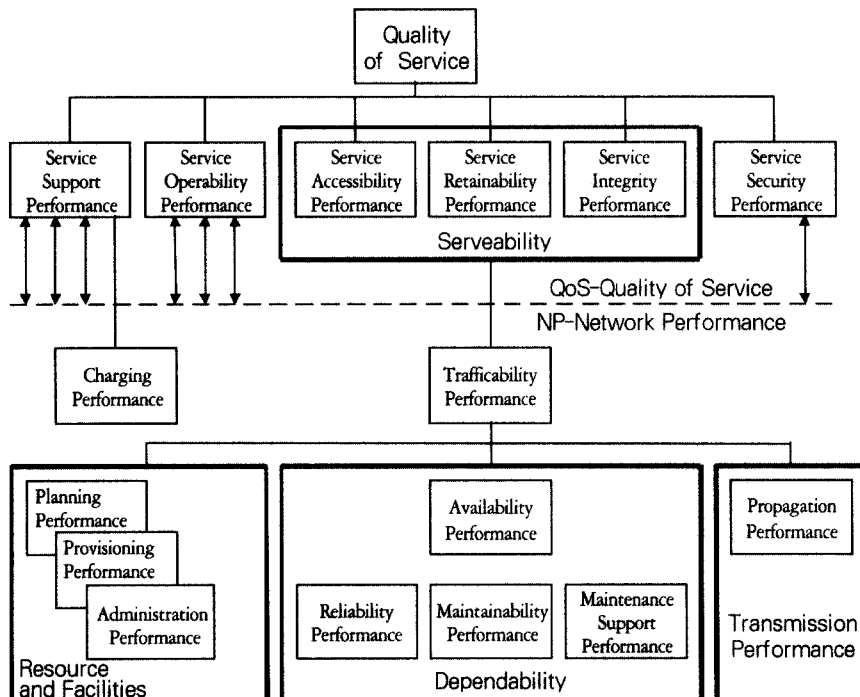 Quality
of Service
Service
Support
Performance
Service
Operability
Performance
Service
Accessibility
Performance
Service
Retainability
Performance
Service
Integrity
Performance
Service
Security
Performance
Serveability
QoS-Quality of Service
NP-Network Performance
Charging
Performance
Trafficability
Performance
Planning
Performance
Provisioning
Performance
Administration
Performance
Resource
and Facilities
Availability
Performance
Reliability
Performance
Maintainability
Performance
Maintenance
Support
Performance
Dependability
Propagation
Performance
Transmission
Performance